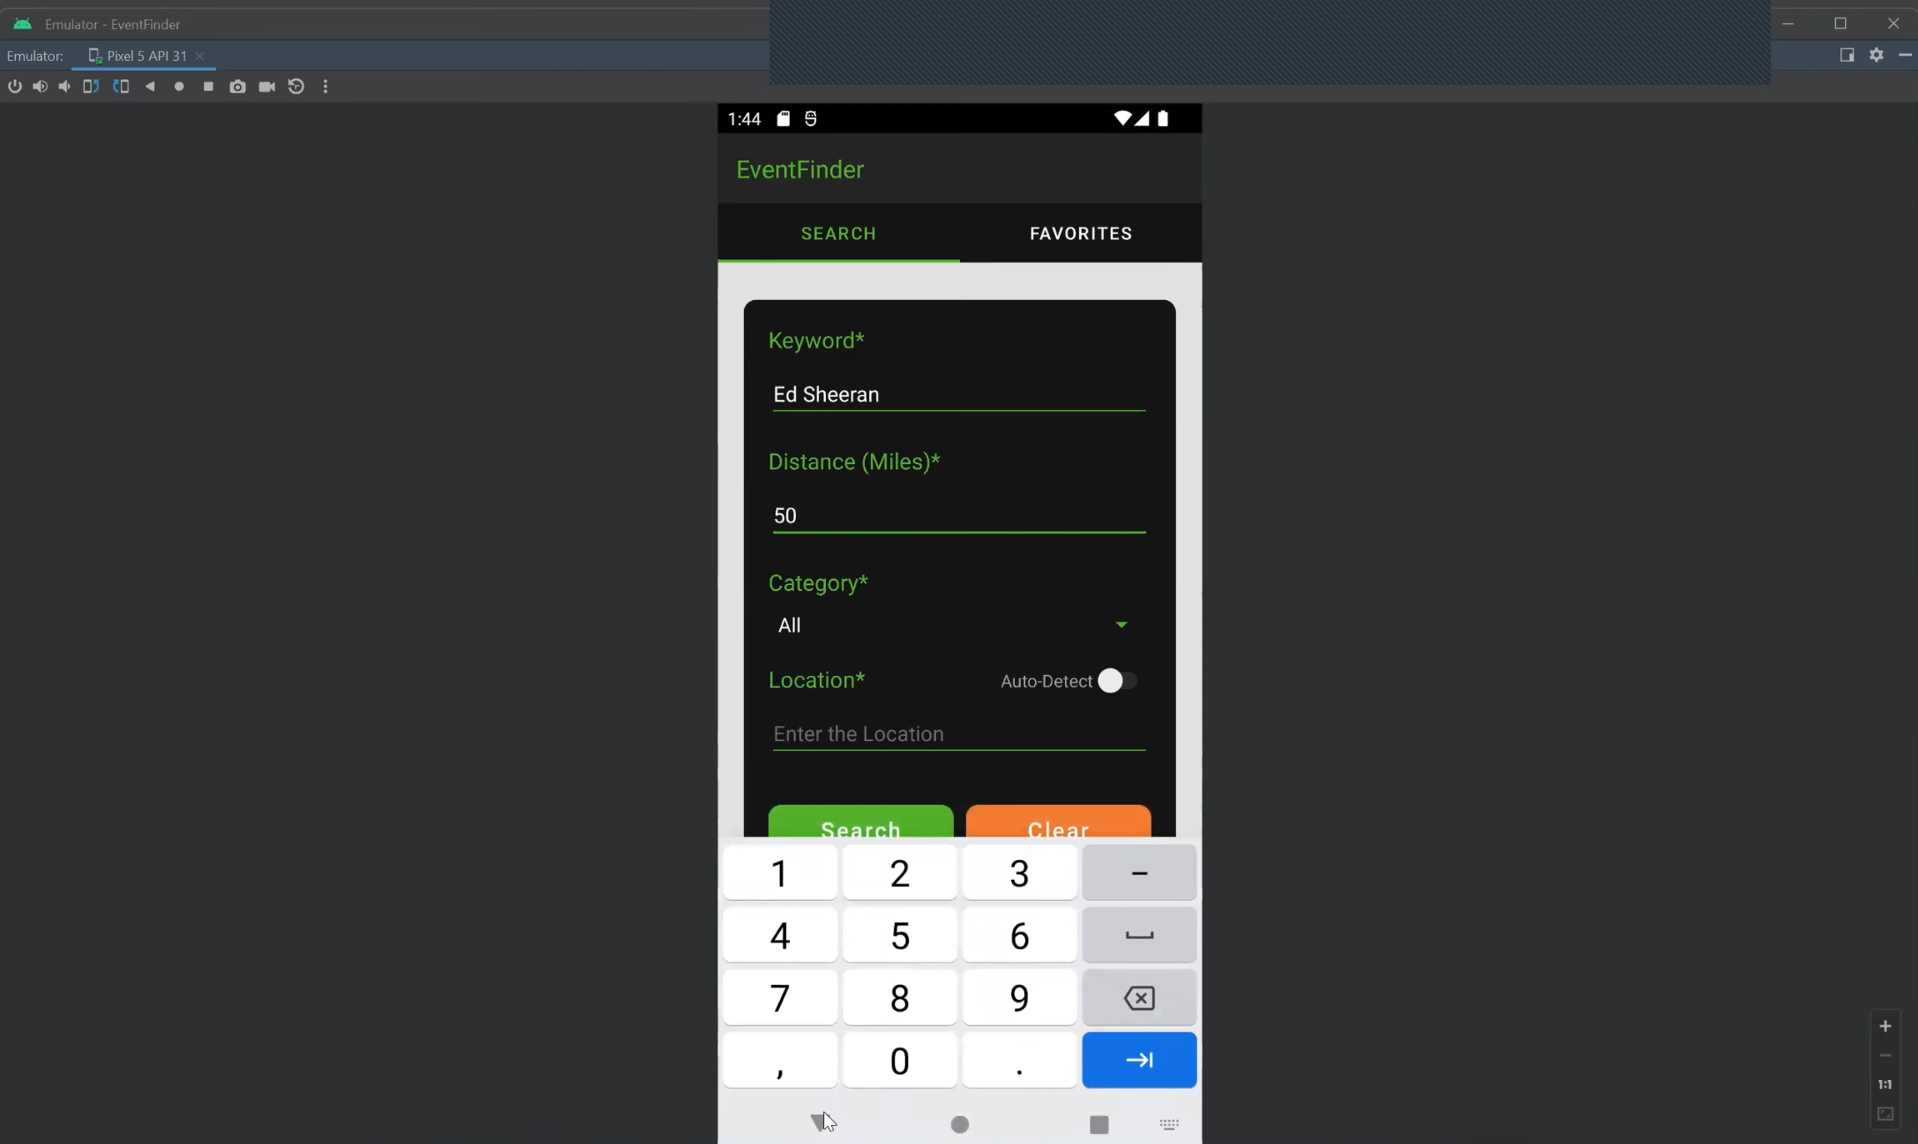 Emulator - EventFinder
Emulator: Pixel 5 API 31
1:44
EventFinder
SEARCH FAVORITES
Keyword*
Ed Sheeran
Distance (Miles)*
50
Category*
All
Location* Auto-Detect
Enter the Location
Search Clear
1 2 3 -
4 5 6
7 8 9
, 0 .
1:1